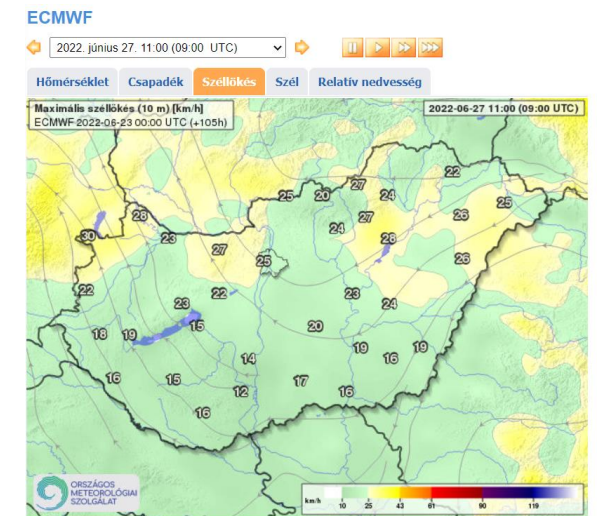 ECMWF
2022. június 27. 11:00 (09:00 UTC)
Hőmérséklet Csapadék Széllökés Szél Relatív nedvesség
Maximális széllökés (10 m) [km/h] 2022-06-27 11:00 (09:00 UTC)
ECMWF 2022-06-23 00:00 UTC (+105h)
22
27
25 20 24
25
28 27 26
24
30 23 28
27
25 26
22 22 23
23 24
15 20
18 19
19 19
14 16
16 15 17
12 16
16
ORSZÁGOS
METEOROLÓGIAI
SZOLGÁLAT
km/h 10 25 43 61 90 119